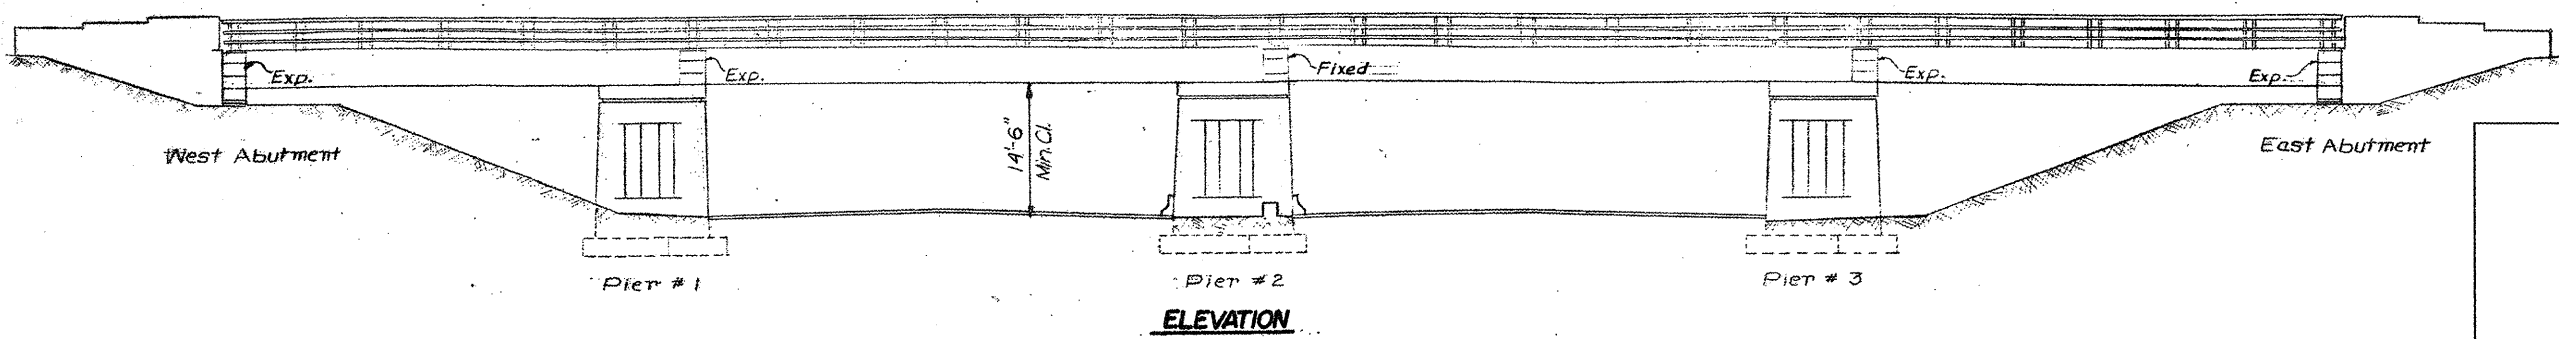 Exp.
Exp.
Fixed
Exp.
Exp.
14'-6"
Min. Cl.
West Abutment
East Abutment
Pier # 1
Pier # 2
Pier # 3
ELEVATION